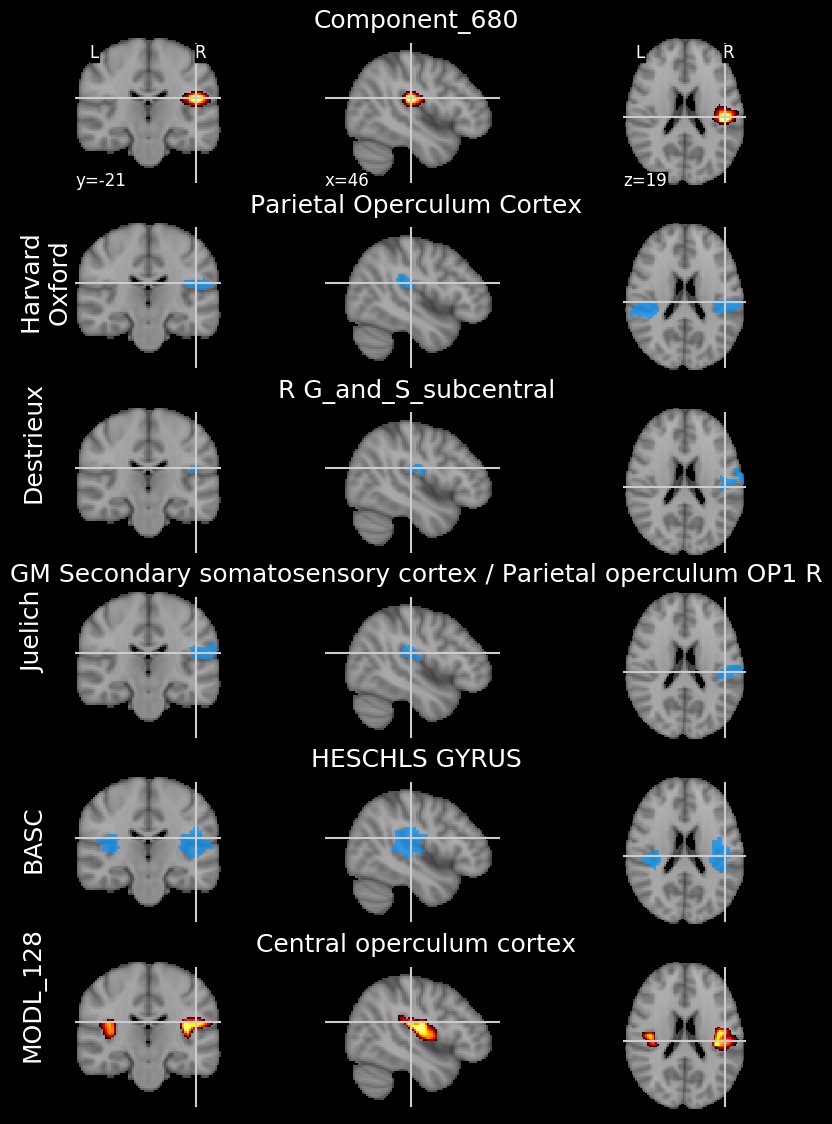 Component_680
L R
L R
y=-21
x=46
z=19
Parietal Operculum Cortex
Harvard
Oxford
R G_and_S_subcentral
Destrieux
GM Secondary somatosensory cortex / Parietal operculum OP1 R
Juelich
HESCHLS GYRUS
BASC
Central operculum cortex
MODL_128